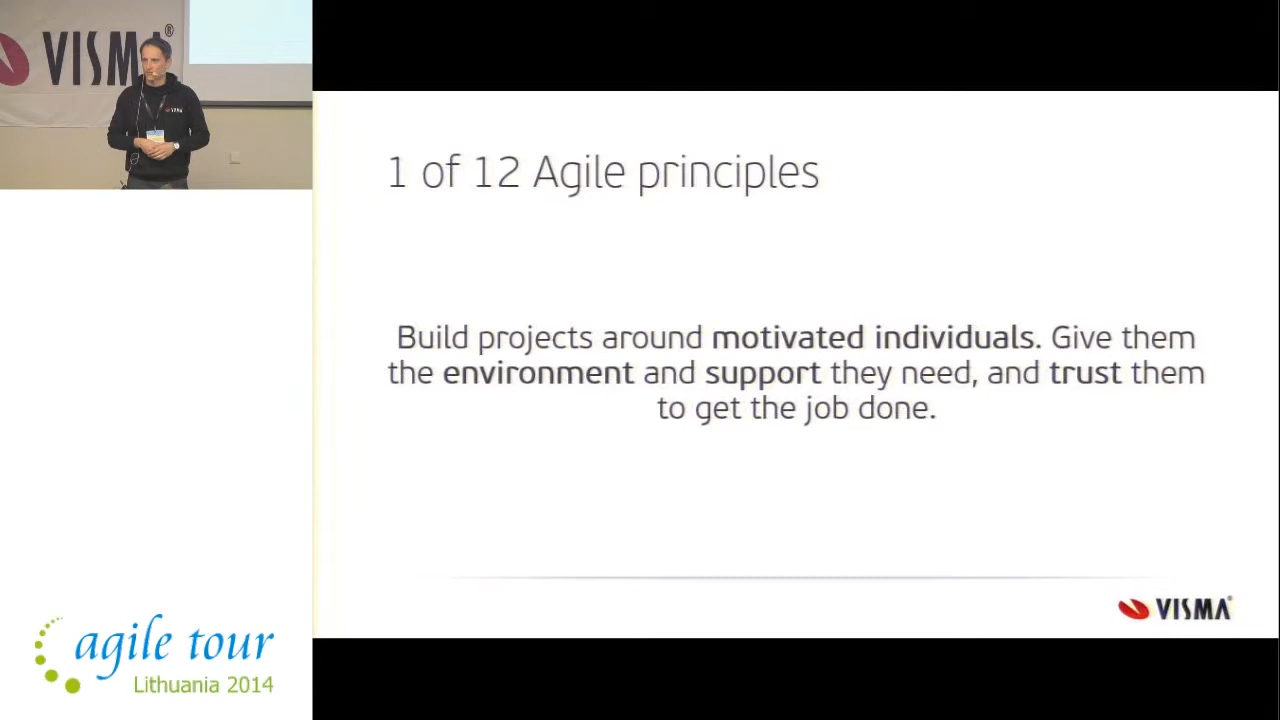 VISMA®
VISMA
1 of 12 Agile principles
Build projects around motivated individuals. Give them
the environment and support they need, and trust them
to get the job done.
VISMA®
agile tour
Lithuania 2014